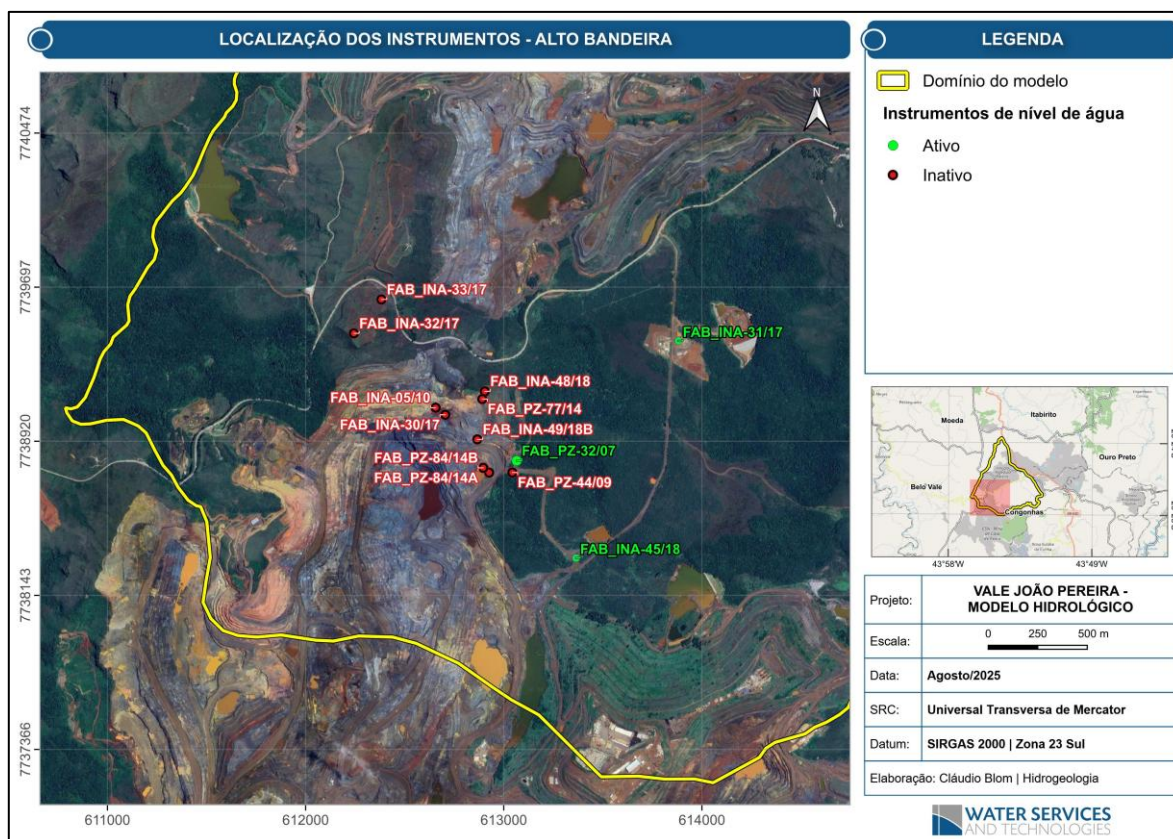 LOCALIZAÇÃO DOS INSTRUMENTOS - ALTO BANDEIRA
N
7740474
7739697
7738920
7738143
7737366
611000
612000
613000
614000
FAB_INA-33/17
FAB_INA-32/17
FAB_INA-31/17
FAB_INA-48/18
FAB_INA-05/10
FAB_PZ-77/14
FAB_INA-30/17
FAB_INA-49/18B
FAB_PZ-32/07
FAB_PZ-84/14B
FAB_PZ-84/14A
FAB_PZ-44/09
FAB_INA-45/18
LEGENDA
Domínio do modelo
Instrumentos de nível de água
Ativo
Inativo
Moeda
Itabirito
Ouro Preto
Belo Vale
Congonhas
43°58'W
43°49'W
Projeto:
VALE JOÃO PEREIRA -
MODELO HIDROLÓGICO
Escala:
0 250 500 m
Data:
Agosto/2025
SRC:
Universal Transversa de Mercator
Datum:
SIRGAS 2000 | Zona 23 Sul
Elaboração: Cláudio Blom | Hidrogeologia
WATER SERVICES
AND TECHNOLOGIES